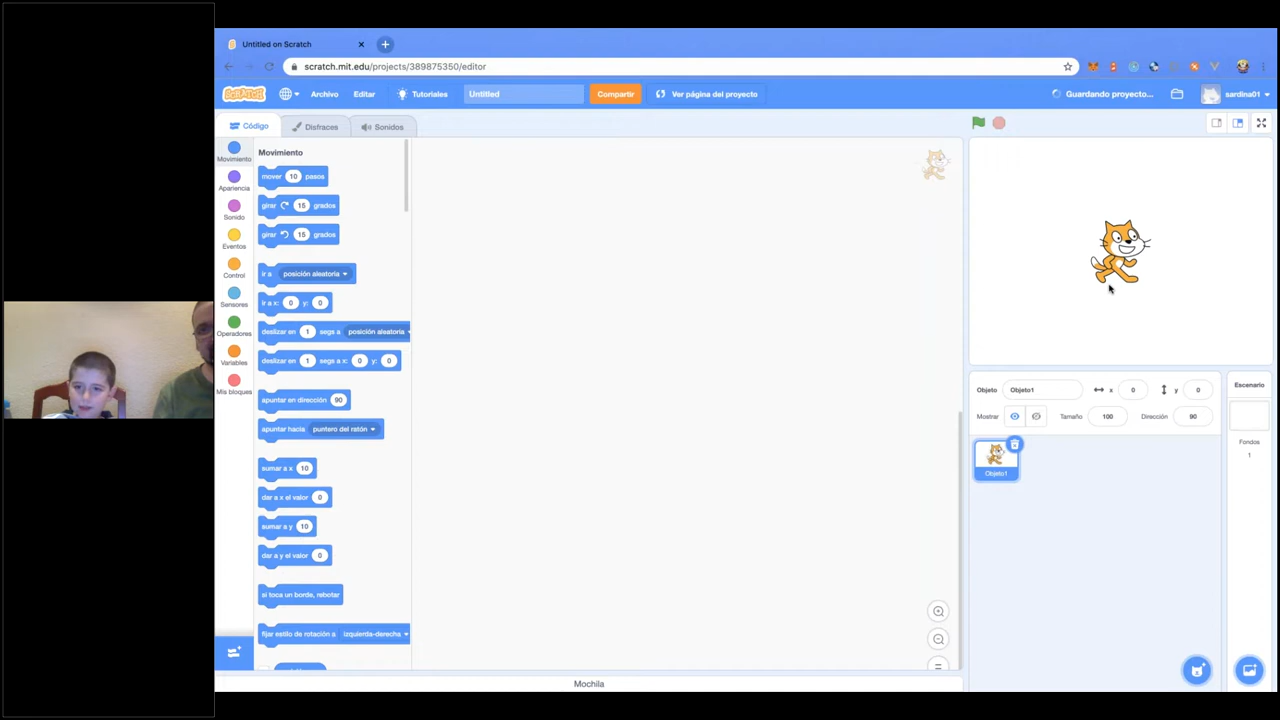 Untitled on Scratch
scratch.mit.edu/projects/389875350/editor
SCRATCH Archivo Editar Tutoriales Untitled Compartir Ver página del proyecto Guardando proyecto... sardina01
Código Disfraces Sonidos
Movimiento
Apariencia
Sonido
Eventos
Control
Sensores
Operadores
Variables
Mis bloques
Movimiento
mover 10 pasos
girar 15 grados
girar 15 grados
ir a posición aleatoria
ir a x: 0 y: 0
deslizar en 1 segs a posición aleatoria
deslizar en 1 segs a x: 0 y: 0
apuntar en dirección 90
apuntar hacia puntero del ratón
sumar a x 10
dar a x el valor 0
sumar a y 10
dar a y el valor 0
si toca un borde, rebotar
fijar estilo de rotación a izquierda-derecha
Objeto Objeto1 x 0 y 0
Mostrar Tamaño 100 Dirección 90
Objeto1
Escenario
Fondos
1
Mochila